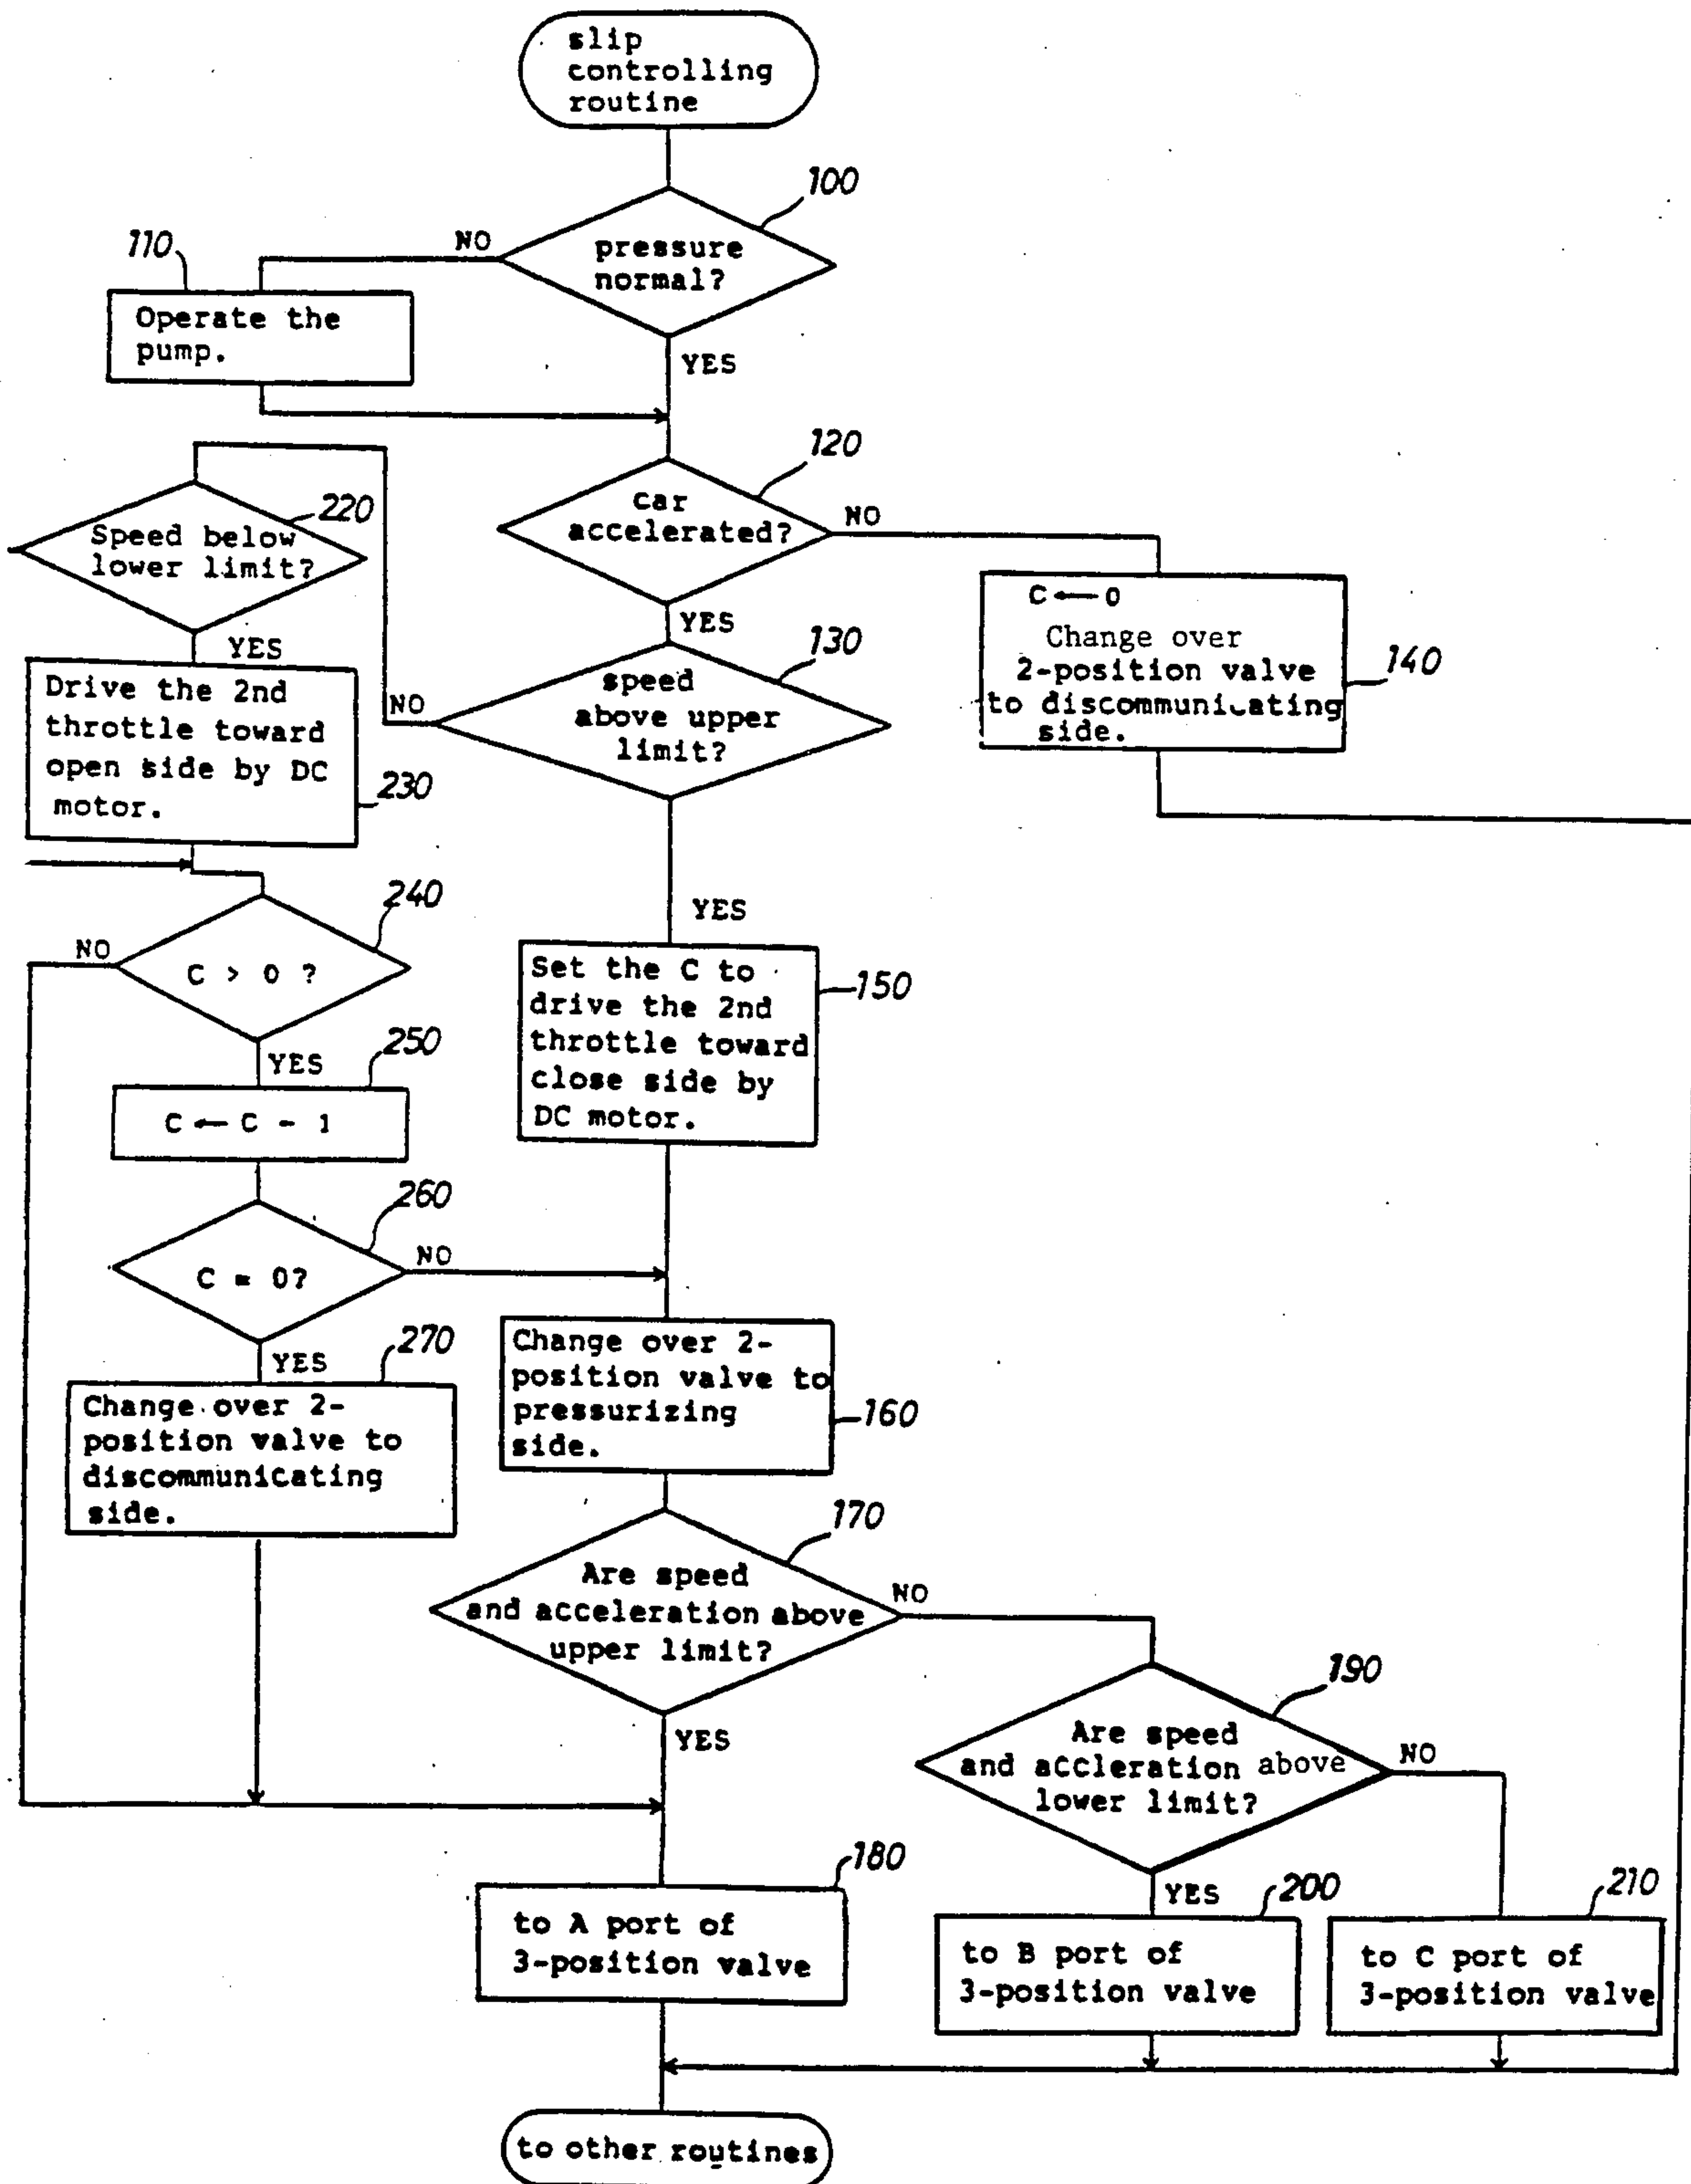 slip
controlling
routine
100
pressure
normal?
NO
110
Operate the
pump.
YES
120
car
accelerated?
NO
220
Speed below
lower limit?
C ← 0
Change over
2-position valve
to discommunicating
side.
140
YES
130
speed
above upper
limit?
NO
YES
Drive the 2nd
throttle toward
open side by DC
motor.
230
240
C > 0 ?
NO
YES
Set the C to
drive the 2nd
throttle toward
close side by
DC motor.
150
YES
250
C ← C - 1
260
C = 0?
NO
YES
270
Change over 2-
position valve to
discommunicating
side.
Change over 2-
position valve to
pressurizing
side.
160
170
Are speed
and acceleration above
upper limit?
NO
YES
190
Are speed
and accleration above
lower limit?
NO
YES
180
to A port of
3-position valve
200
to B port of
3-position valve
210
to C port of
3-position valve
to other routines